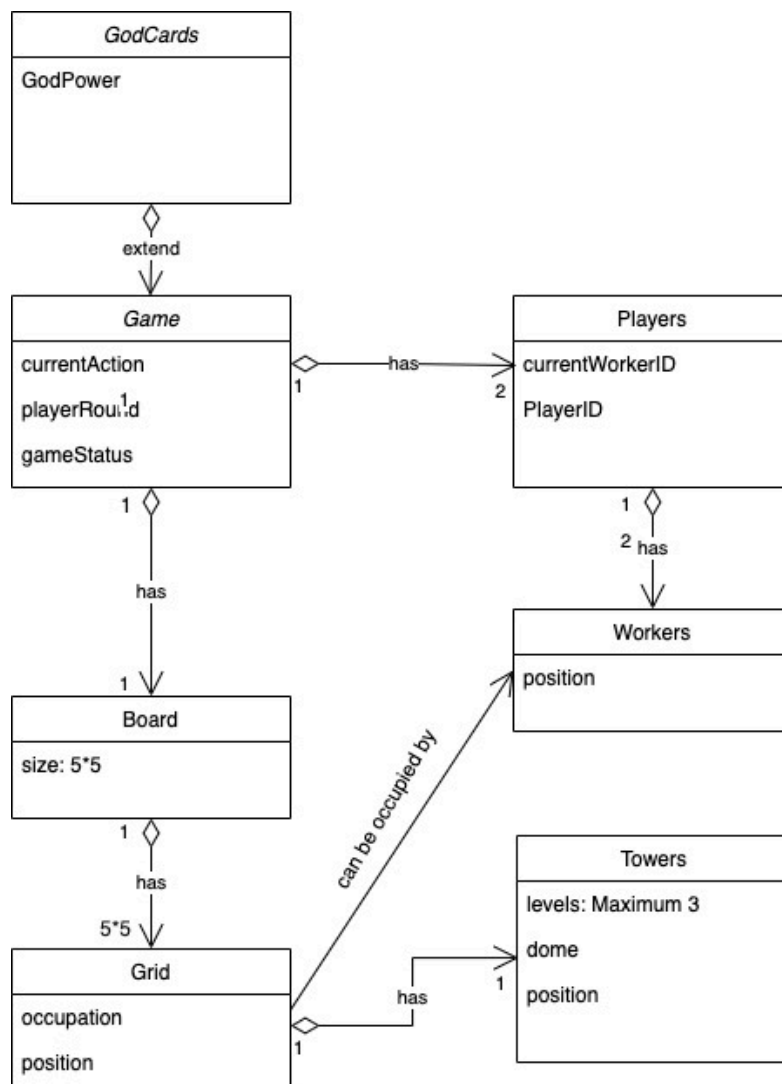 GodCards
GodPower
extend
Game
currentAction
playerRound
1
gameStatus
1
has
2
Players
currentWorkerID
PlayerID
1
2
has
Workers
position
1
has
1
Board
size: 5*5
1
has
5*5
can be occupied by
Grid
occupation
position
1
has
1
Towers
levels: Maximum 3
dome
position